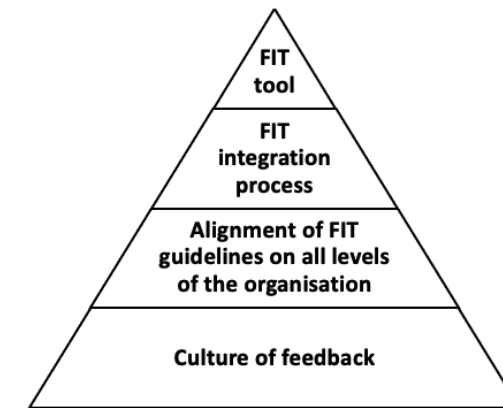 FIT
tool
FIT
integration
process
Alignment of FIT
guidelines on all levels
of the organisation
Culture of feedback